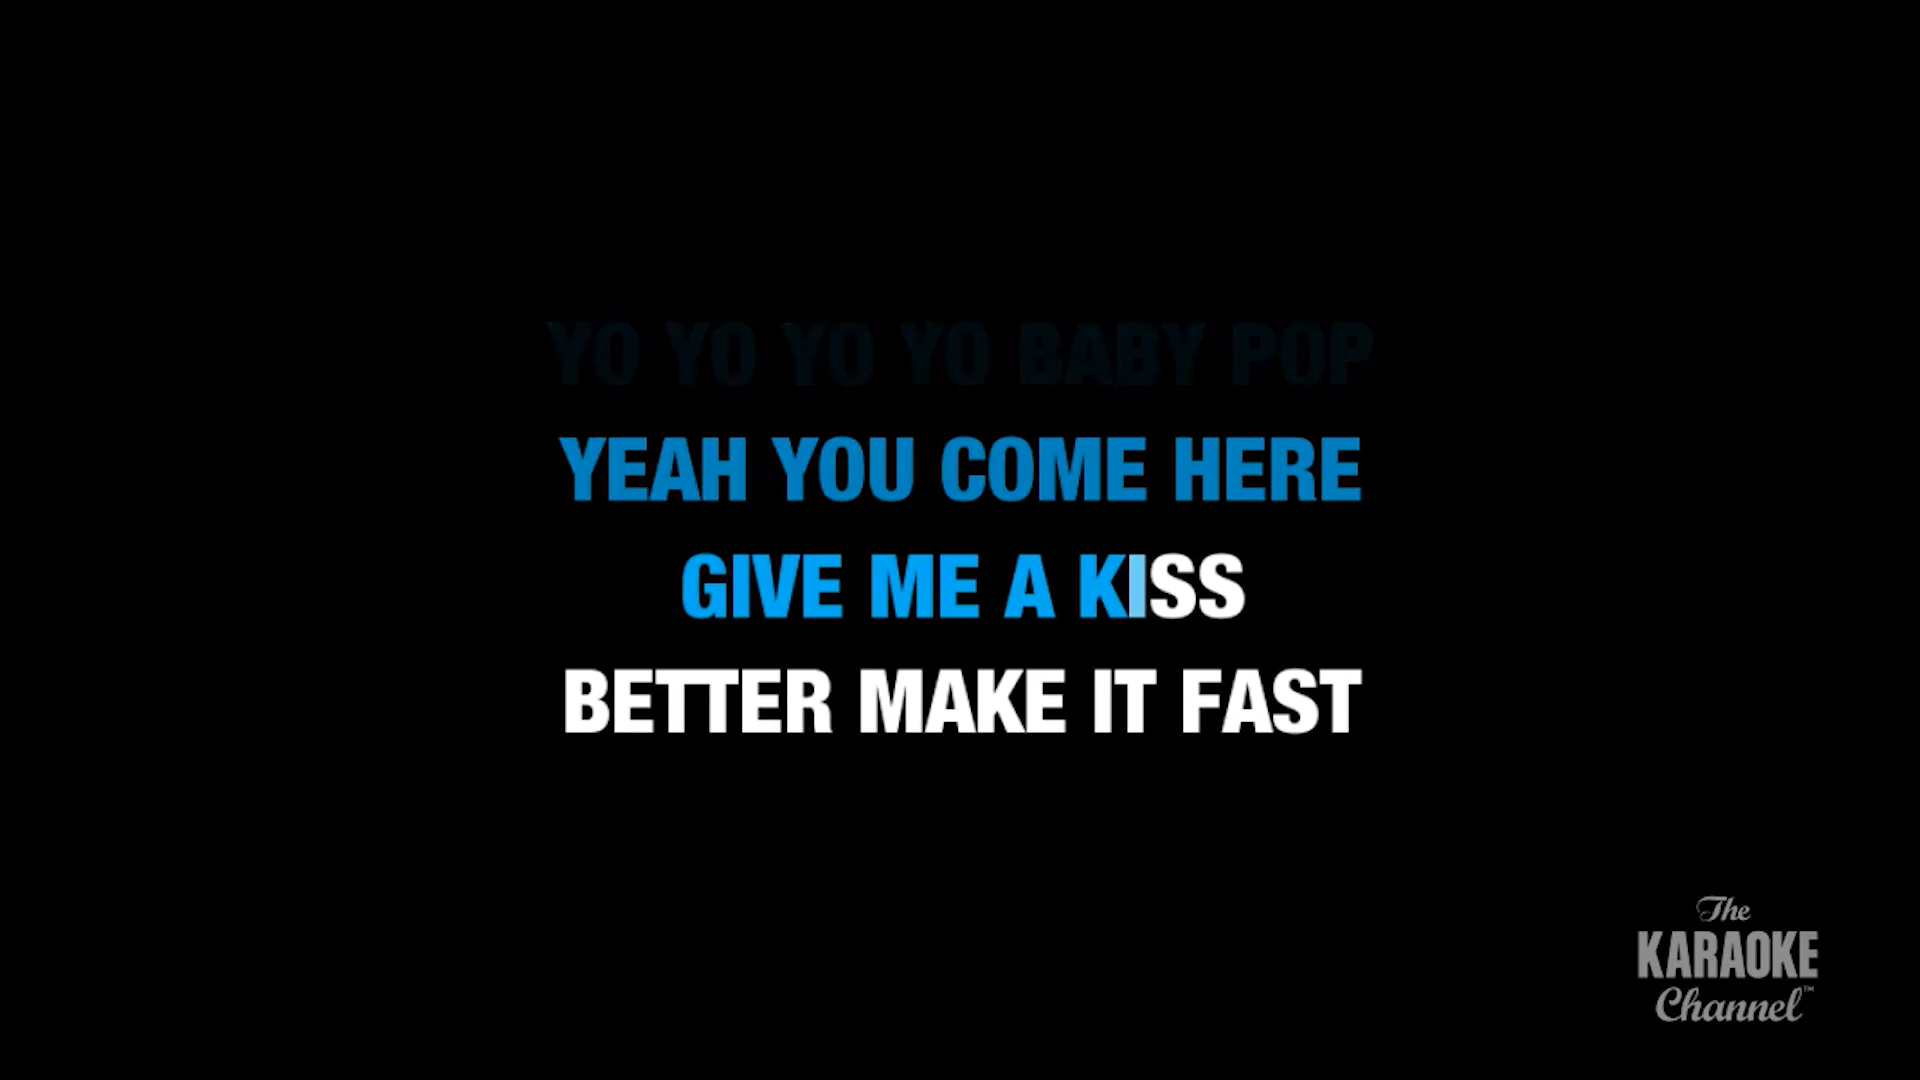 YO YO YO YO BABY POP
YEAH YOU COME HERE
GIVE ME A KISS
BETTER MAKE IT FAST
The
KARAOKE
Channel™